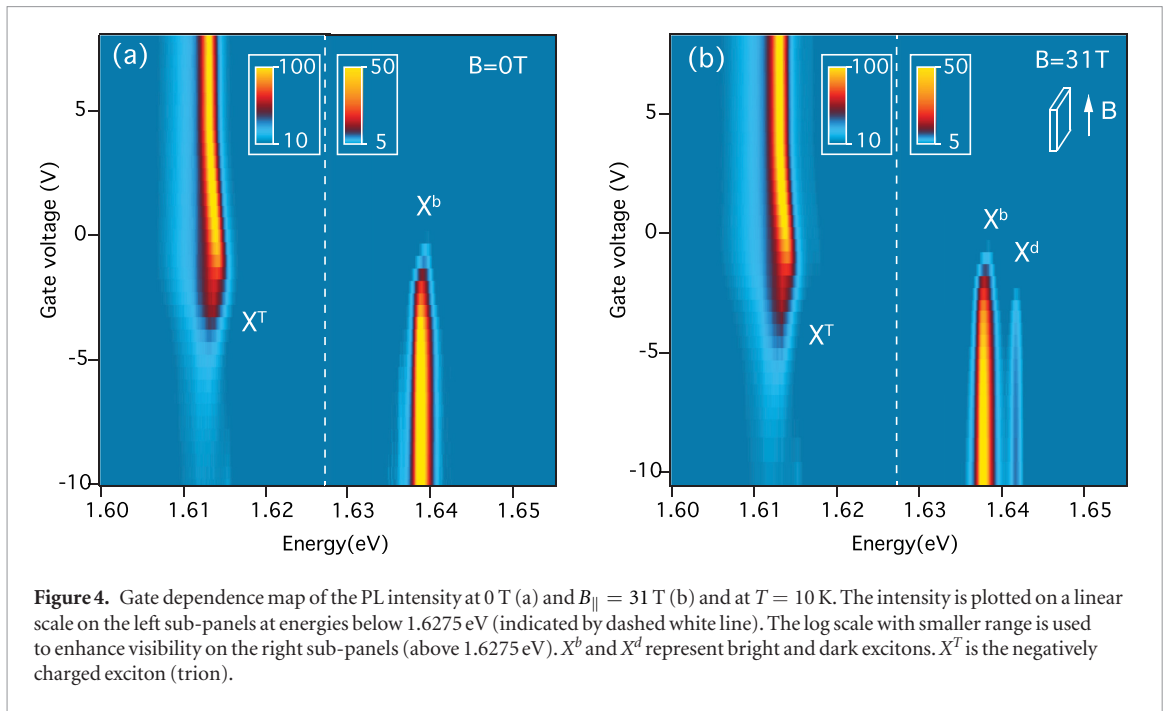 (a)
100
10
50
5
B=0T
5
0
-5
-10
Gate voltage (V)
X^b
X^T
1.60 1.61 1.62 1.63 1.64 1.65
Energy(eV)
(b)
100
10
50
5
B=31T
B
5
0
-5
-10
Gate voltage (V)
X^b
X^d
X^T
1.60 1.61 1.62 1.63 1.64 1.65
Energy(eV)
Figure 4. Gate dependence map of the PL intensity at 0 T (a) and B∥ = 31 T (b) and at T = 10 K. The intensity is plotted on a linear
scale on the left sub-panels at energies below 1.6275 eV (indicated by dashed white line). The log scale with smaller range is used
to enhance visibility on the right sub-panels (above 1.6275 eV). X^b and X^d represent bright and dark excitons. X^T is the negatively
charged exciton (trion).